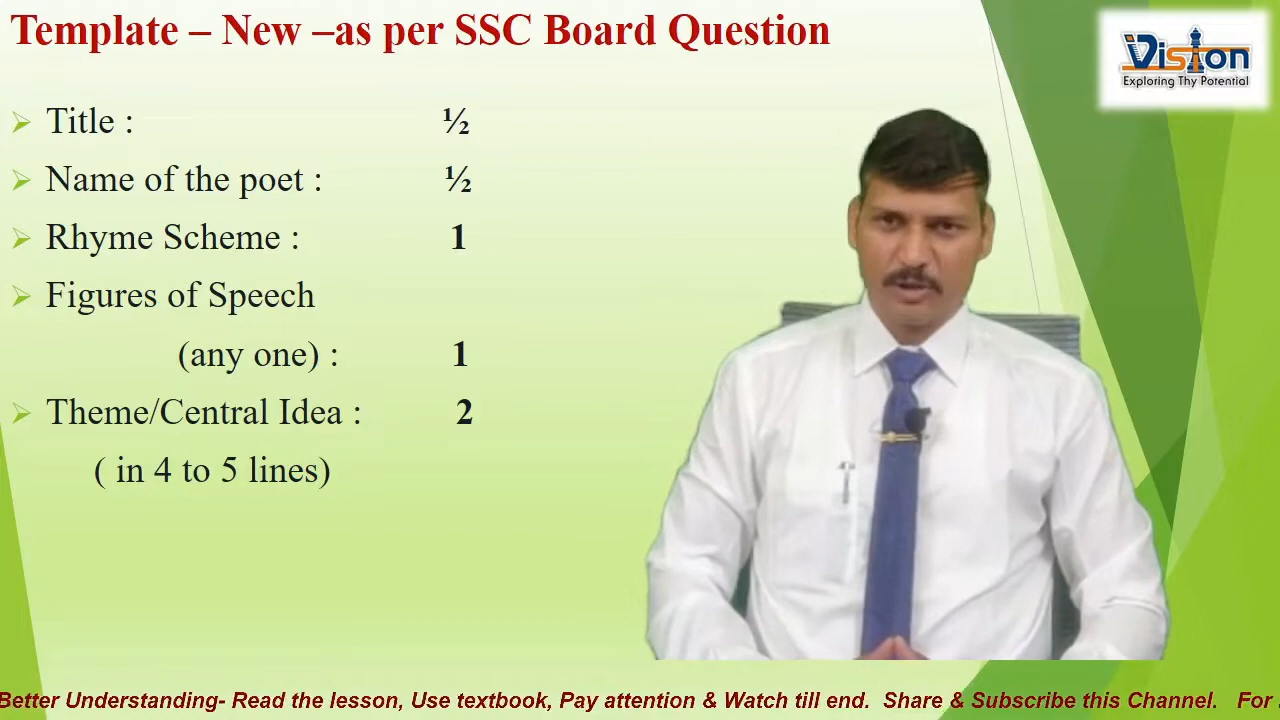 Template – New –as per SSC Board Question
Vision
Exploring Thy Potential
➢ Title : ½
➢ Name of the poet : ½
➢ Rhyme Scheme : 1
➢ Figures of Speech
(any one) : 1
➢ Theme/Central Idea : 2
( in 4 to 5 lines)
Better Understanding- Read the lesson, Use textbook, Pay attention & Watch till end. Share & Subscribe this Channel. For